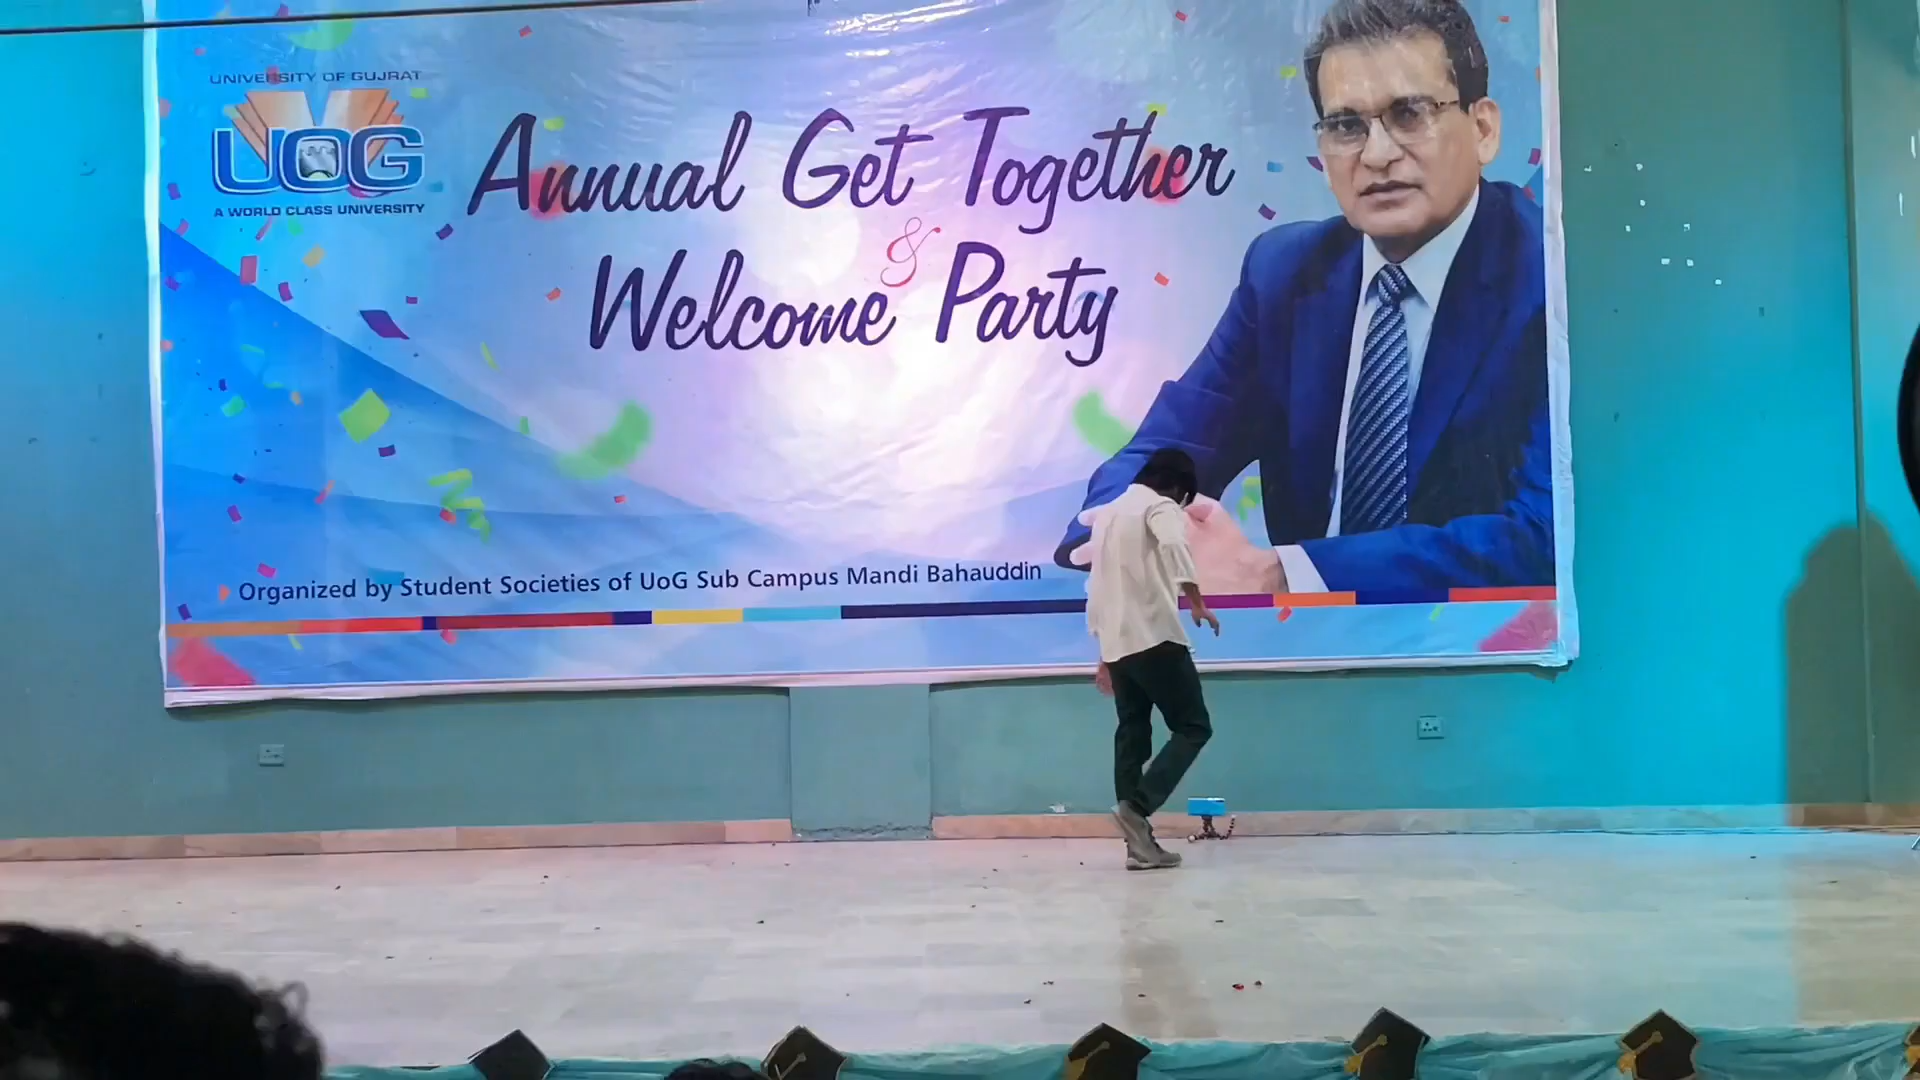 UNIVERSITY OF GUJRAT
UOG
A WORLD CLASS UNIVERSITY
Annual Get Together
&
Welcome Party
Organized by Student Societies of UoG Sub Campus Mandi Bahauddin